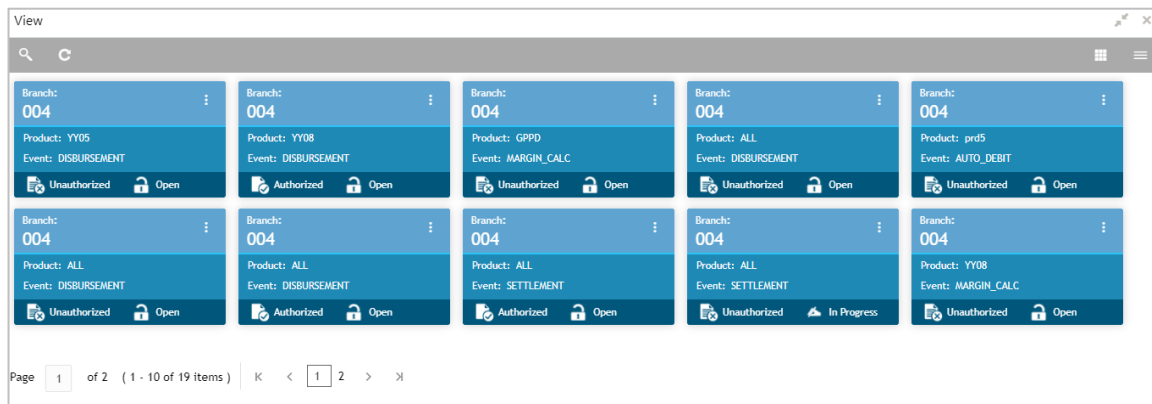 View
Branch:
004
Product: YY05
Event: DISBURSEMENT
Unauthorized Open
Branch:
004
Product: YY08
Event: DISBURSEMENT
Authorized Open
Branch:
004
Product: GPPD
Event: MARGIN_CALC
Unauthorized Open
Branch:
004
Product: ALL
Event: DISBURSEMENT
Unauthorized Open
Branch:
004
Product: prd5
Event: AUTO_DEBIT
Unauthorized Open
Branch:
004
Product: ALL
Event: DISBURSEMENT
Unauthorized Open
Branch:
004
Product: ALL
Event: DISBURSEMENT
Authorized Open
Branch:
004
Product: ALL
Event: SETTLEMENT
Authorized Open
Branch:
004
Product: ALL
Event: SETTLEMENT
Unauthorized In Progress
Branch:
004
Product: YY08
Event: MARGIN_CALC
Unauthorized Open
Page 1 of 2 ( 1 - 10 of 19 items ) 1 2